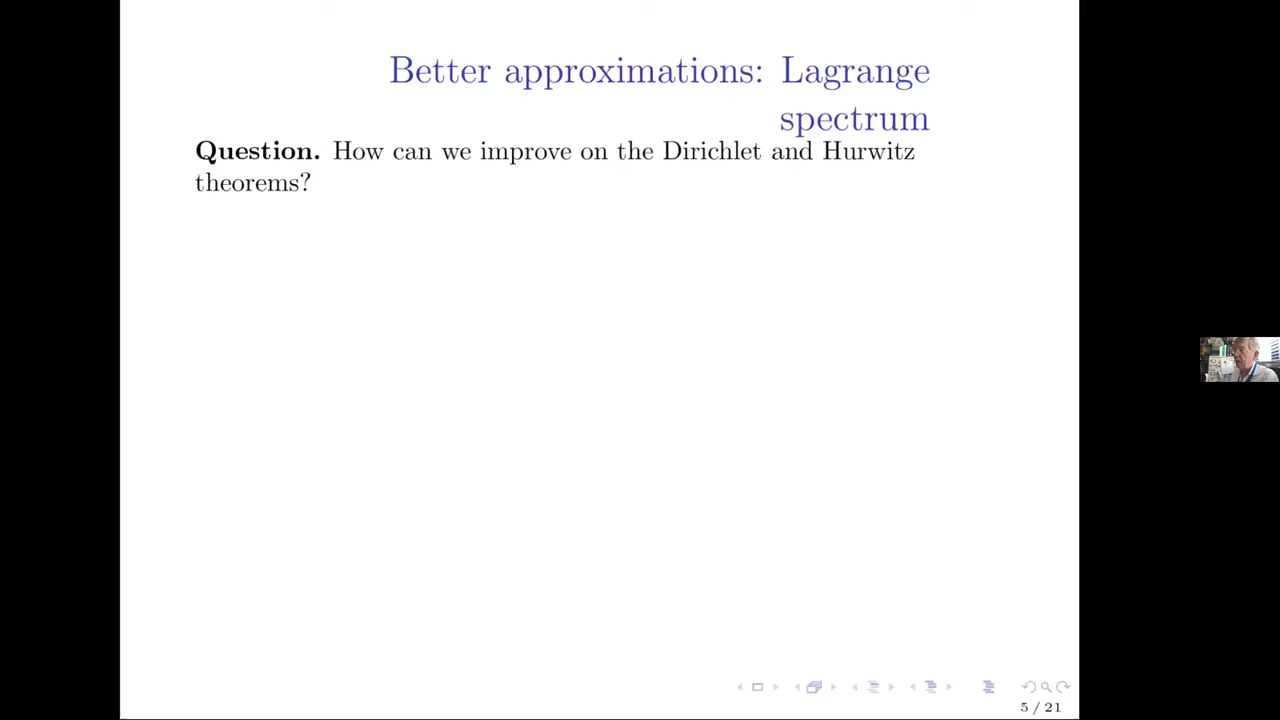 Better approximations: Lagrange
spectrum
Question. How can we improve on the Dirichlet and Hurwitz
theorems?
5 / 21